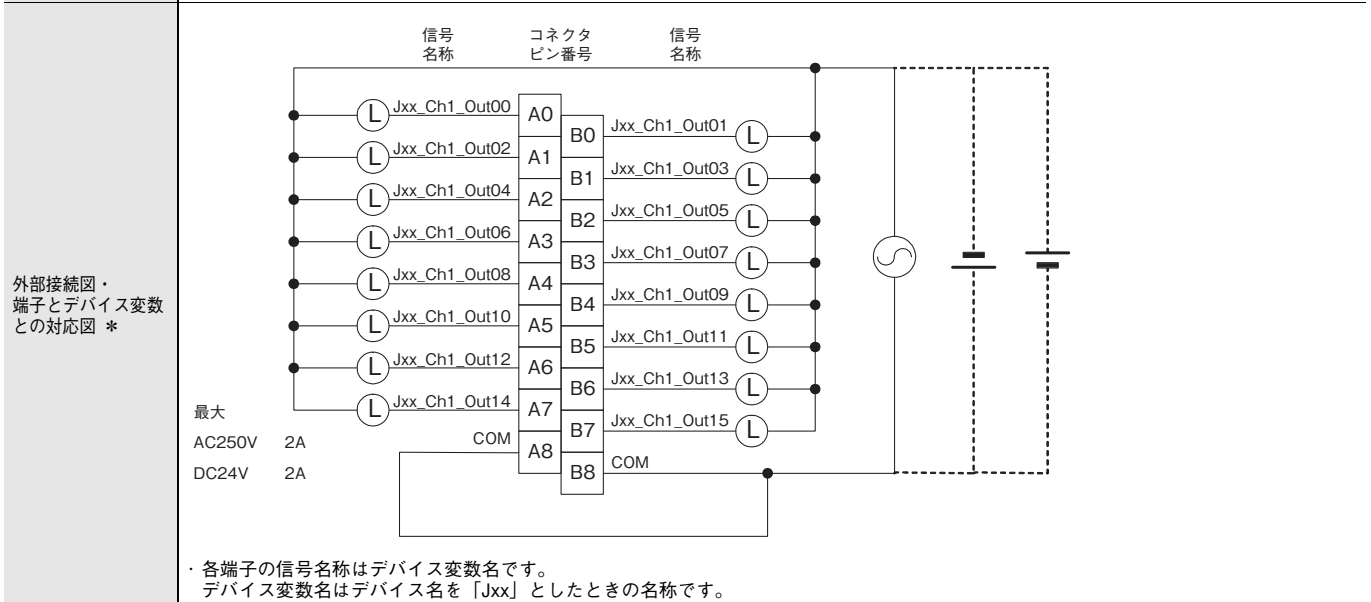 外部接続図・
端子とデバイス変数
との対応図 ＊
信号
名称
コネクタ
ピン番号
信号
名称
L Jxx_Ch1_Out00 A0
B0 Jxx_Ch1_Out01 L
L Jxx_Ch1_Out02 A1
B1 Jxx_Ch1_Out03 L
L Jxx_Ch1_Out04 A2
B2 Jxx_Ch1_Out05 L
L Jxx_Ch1_Out06 A3
B3 Jxx_Ch1_Out07 L
L Jxx_Ch1_Out08 A4
B4 Jxx_Ch1_Out09 L
L Jxx_Ch1_Out10 A5
B5 Jxx_Ch1_Out11 L
L Jxx_Ch1_Out12 A6
B6 Jxx_Ch1_Out13 L
L Jxx_Ch1_Out14 A7
B7 Jxx_Ch1_Out15 L
COM A8
B8 COM
最大
AC250V 2A
DC24V 2A
・各端子の信号名称はデバイス変数名です。
デバイス変数名はデバイス名を「Jxx」としたときの名称です。